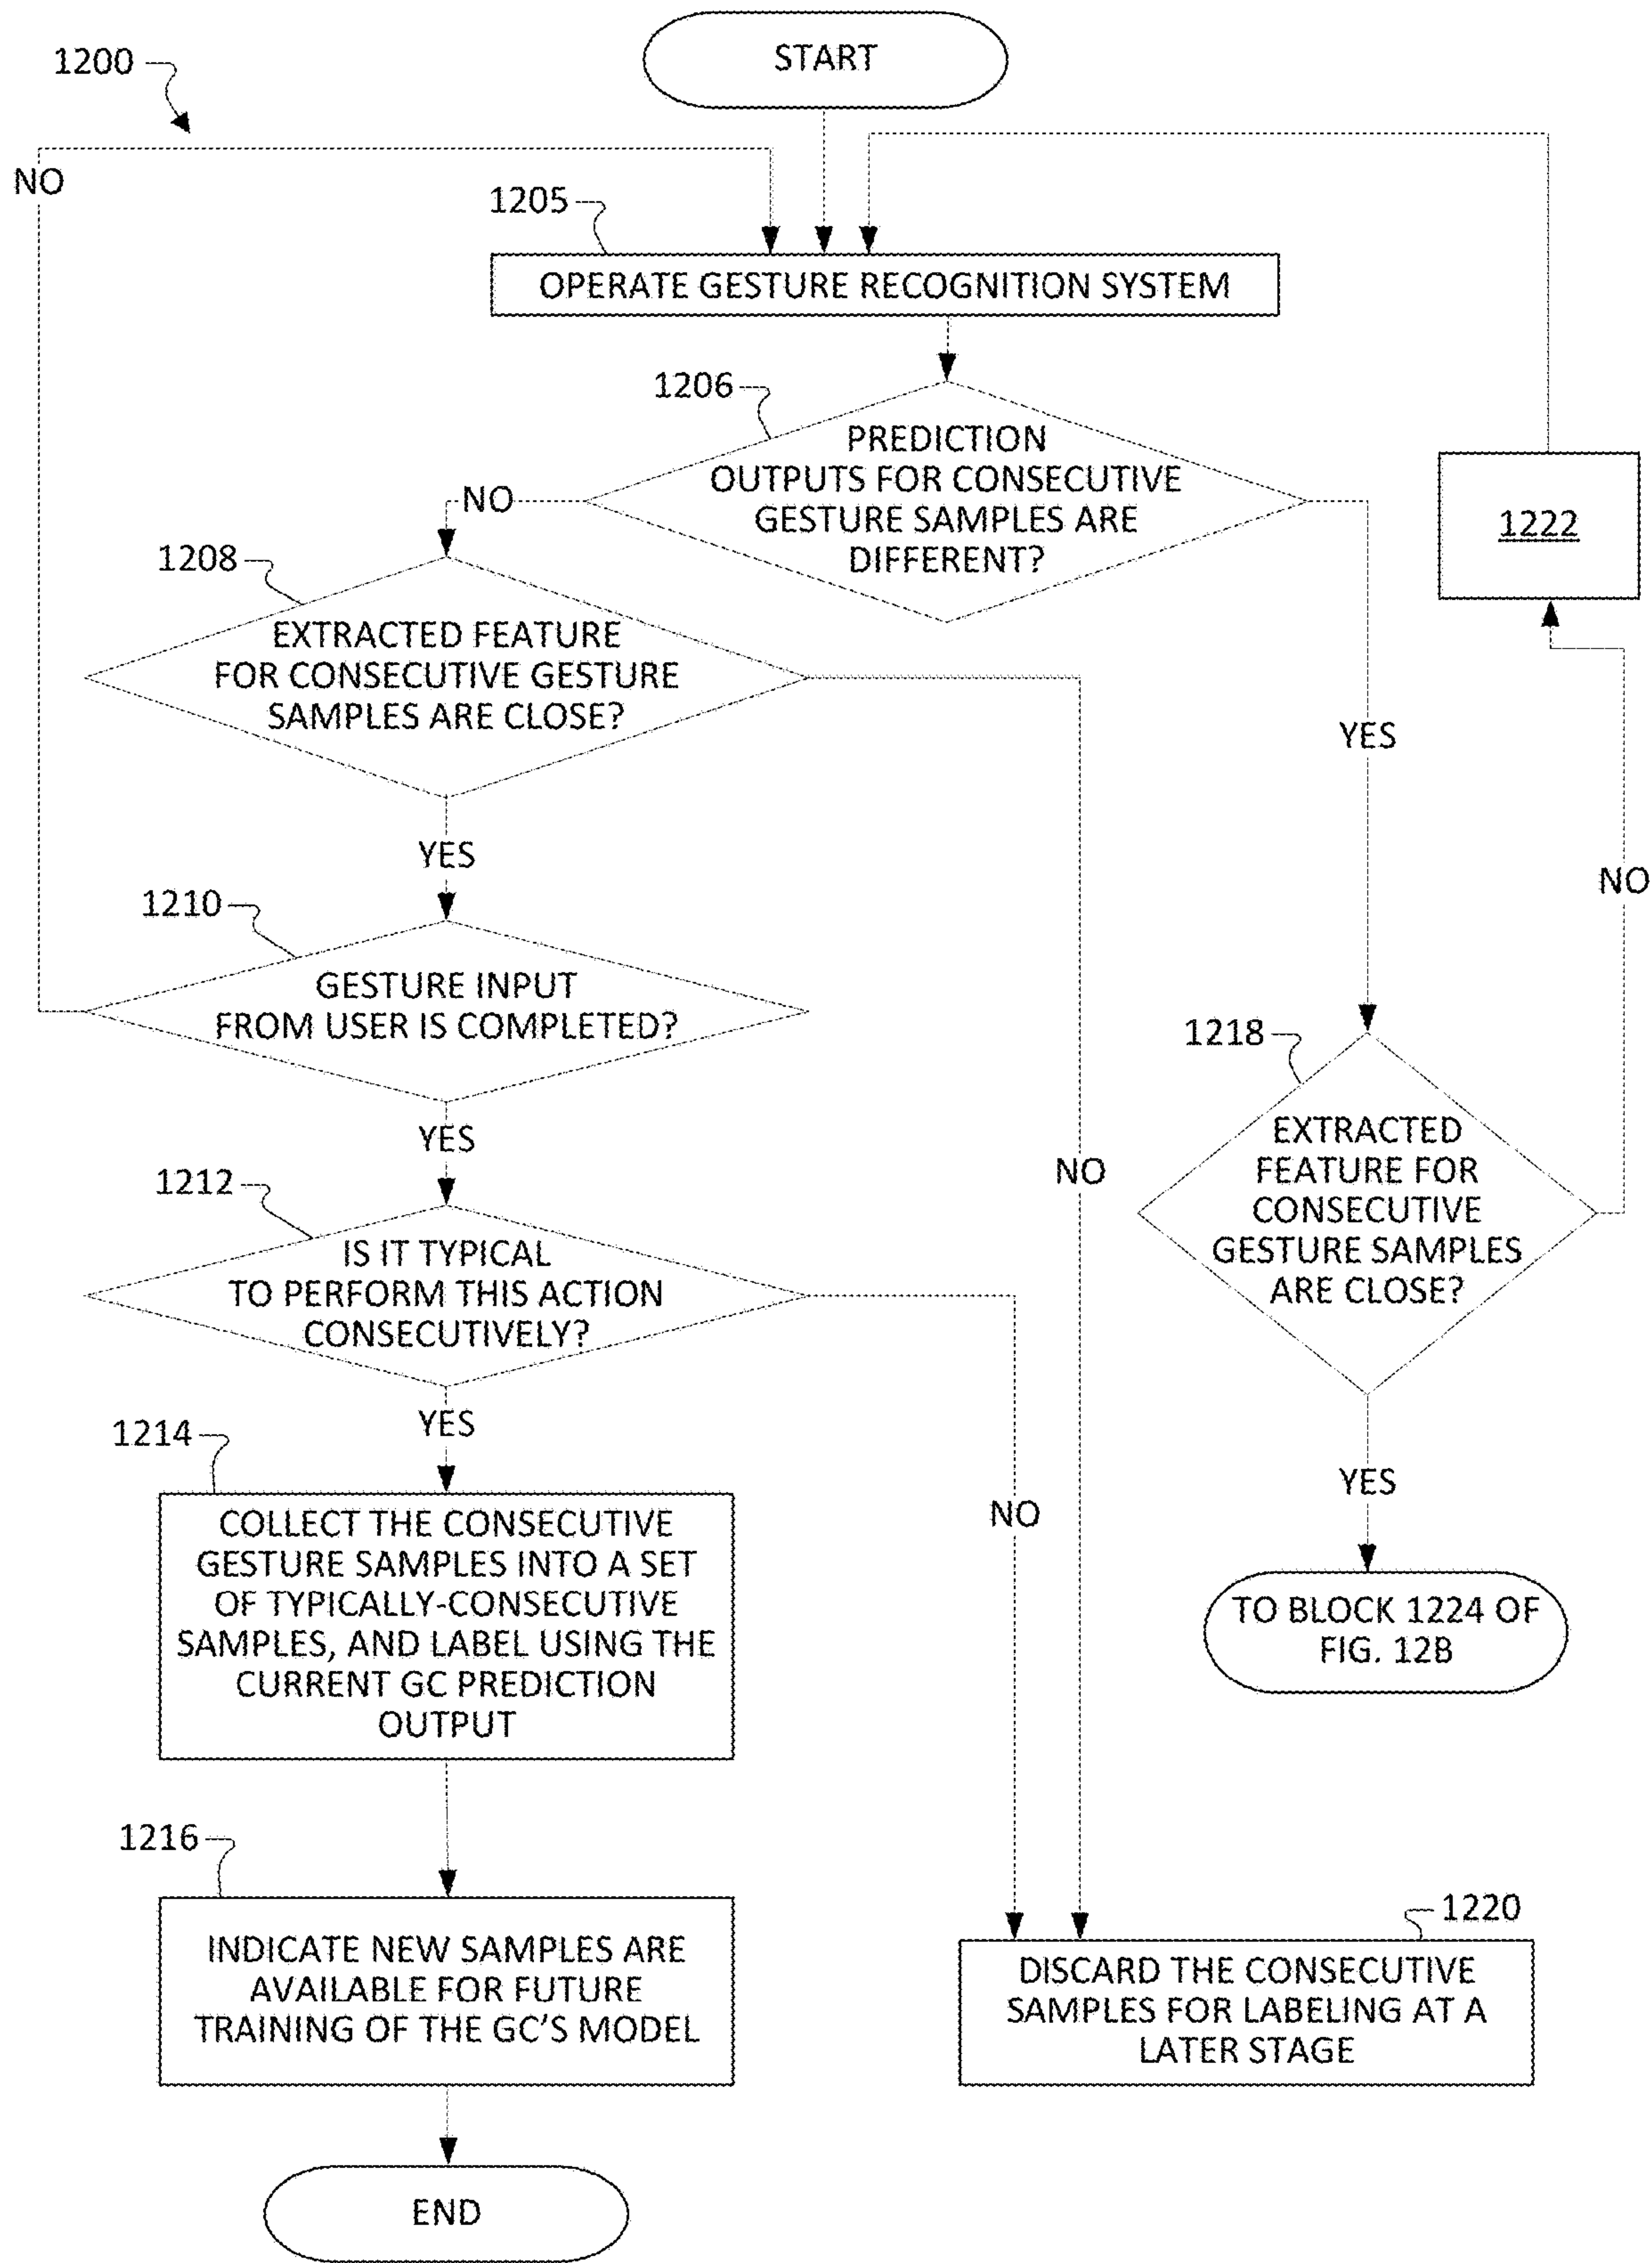 START
1200
NO
1205
OPERATE GESTURE RECOGNITION SYSTEM
1206
PREDICTION
OUTPUTS FOR CONSECUTIVE
GESTURE SAMPLES ARE
DIFFERENT?
NO
YES
1222
1208
EXTRACTED FEATURE
FOR CONSECUTIVE GESTURE
SAMPLES ARE CLOSE?
YES
NO
NO
1210
GESTURE INPUT
FROM USER IS COMPLETED?
YES
1218
EXTRACTED
FEATURE FOR
CONSECUTIVE
GESTURE SAMPLES
ARE CLOSE?
YES
TO BLOCK 1224 OF
FIG. 12B
1212
IS IT TYPICAL
TO PERFORM THIS ACTION
CONSECUTIVELY?
YES
NO
1214
COLLECT THE CONSECUTIVE
GESTURE SAMPLES INTO A SET
OF TYPICALLY-CONSECUTIVE
SAMPLES, AND LABEL USING THE
CURRENT GC PREDICTION
OUTPUT
1216
INDICATE NEW SAMPLES ARE
AVAILABLE FOR FUTURE
TRAINING OF THE GC'S MODEL
1220
DISCARD THE CONSECUTIVE
SAMPLES FOR LABELING AT A
LATER STAGE
END